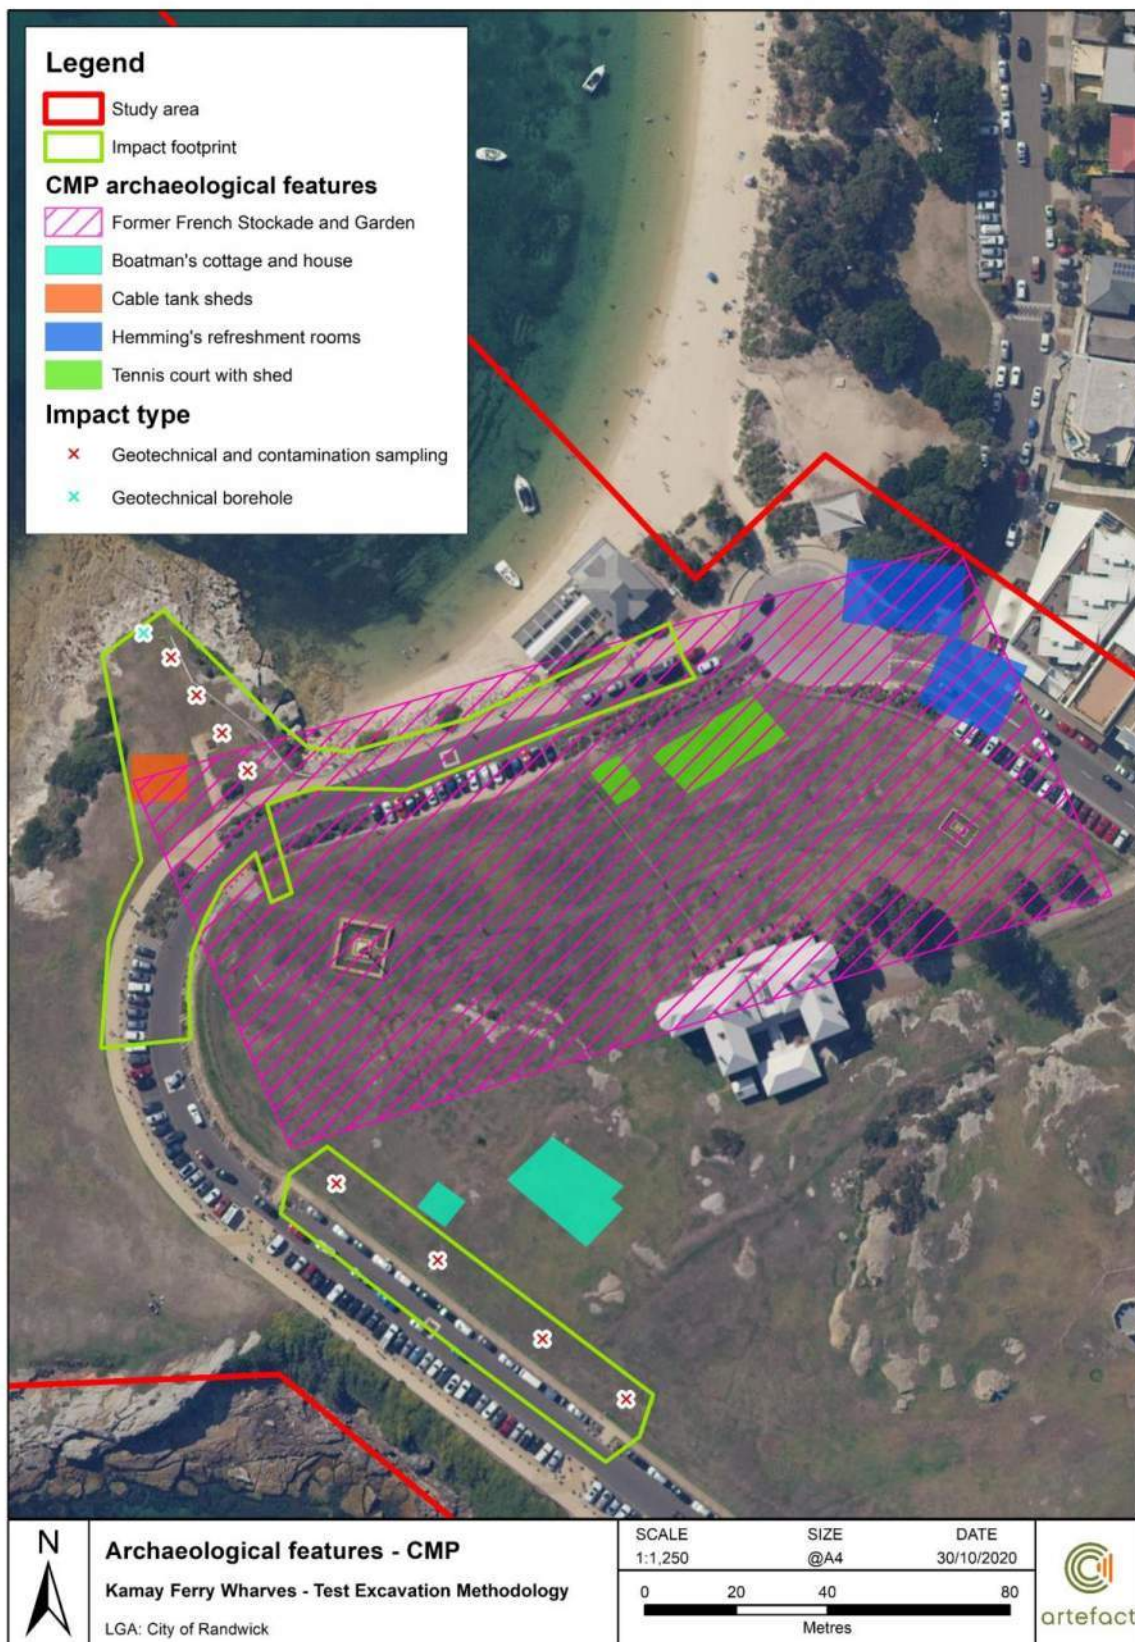 Legend
Study area
Impact footprint
CMP archaeological features
Former French Stockade and Garden
Boatman's cottage and house
Cable tank sheds
Hemming's refreshment rooms
Tennis court with shed
Impact type
Geotechnical and contamination sampling
Geotechnical borehole
N
Archaeological features - CMP
Kamay Ferry Wharves - Test Excavation Methodology
LGA: City of Randwick
SCALE SIZE DATE
1:1,250 @A4 30/10/2020
0 20 40 80
Metres
artefact